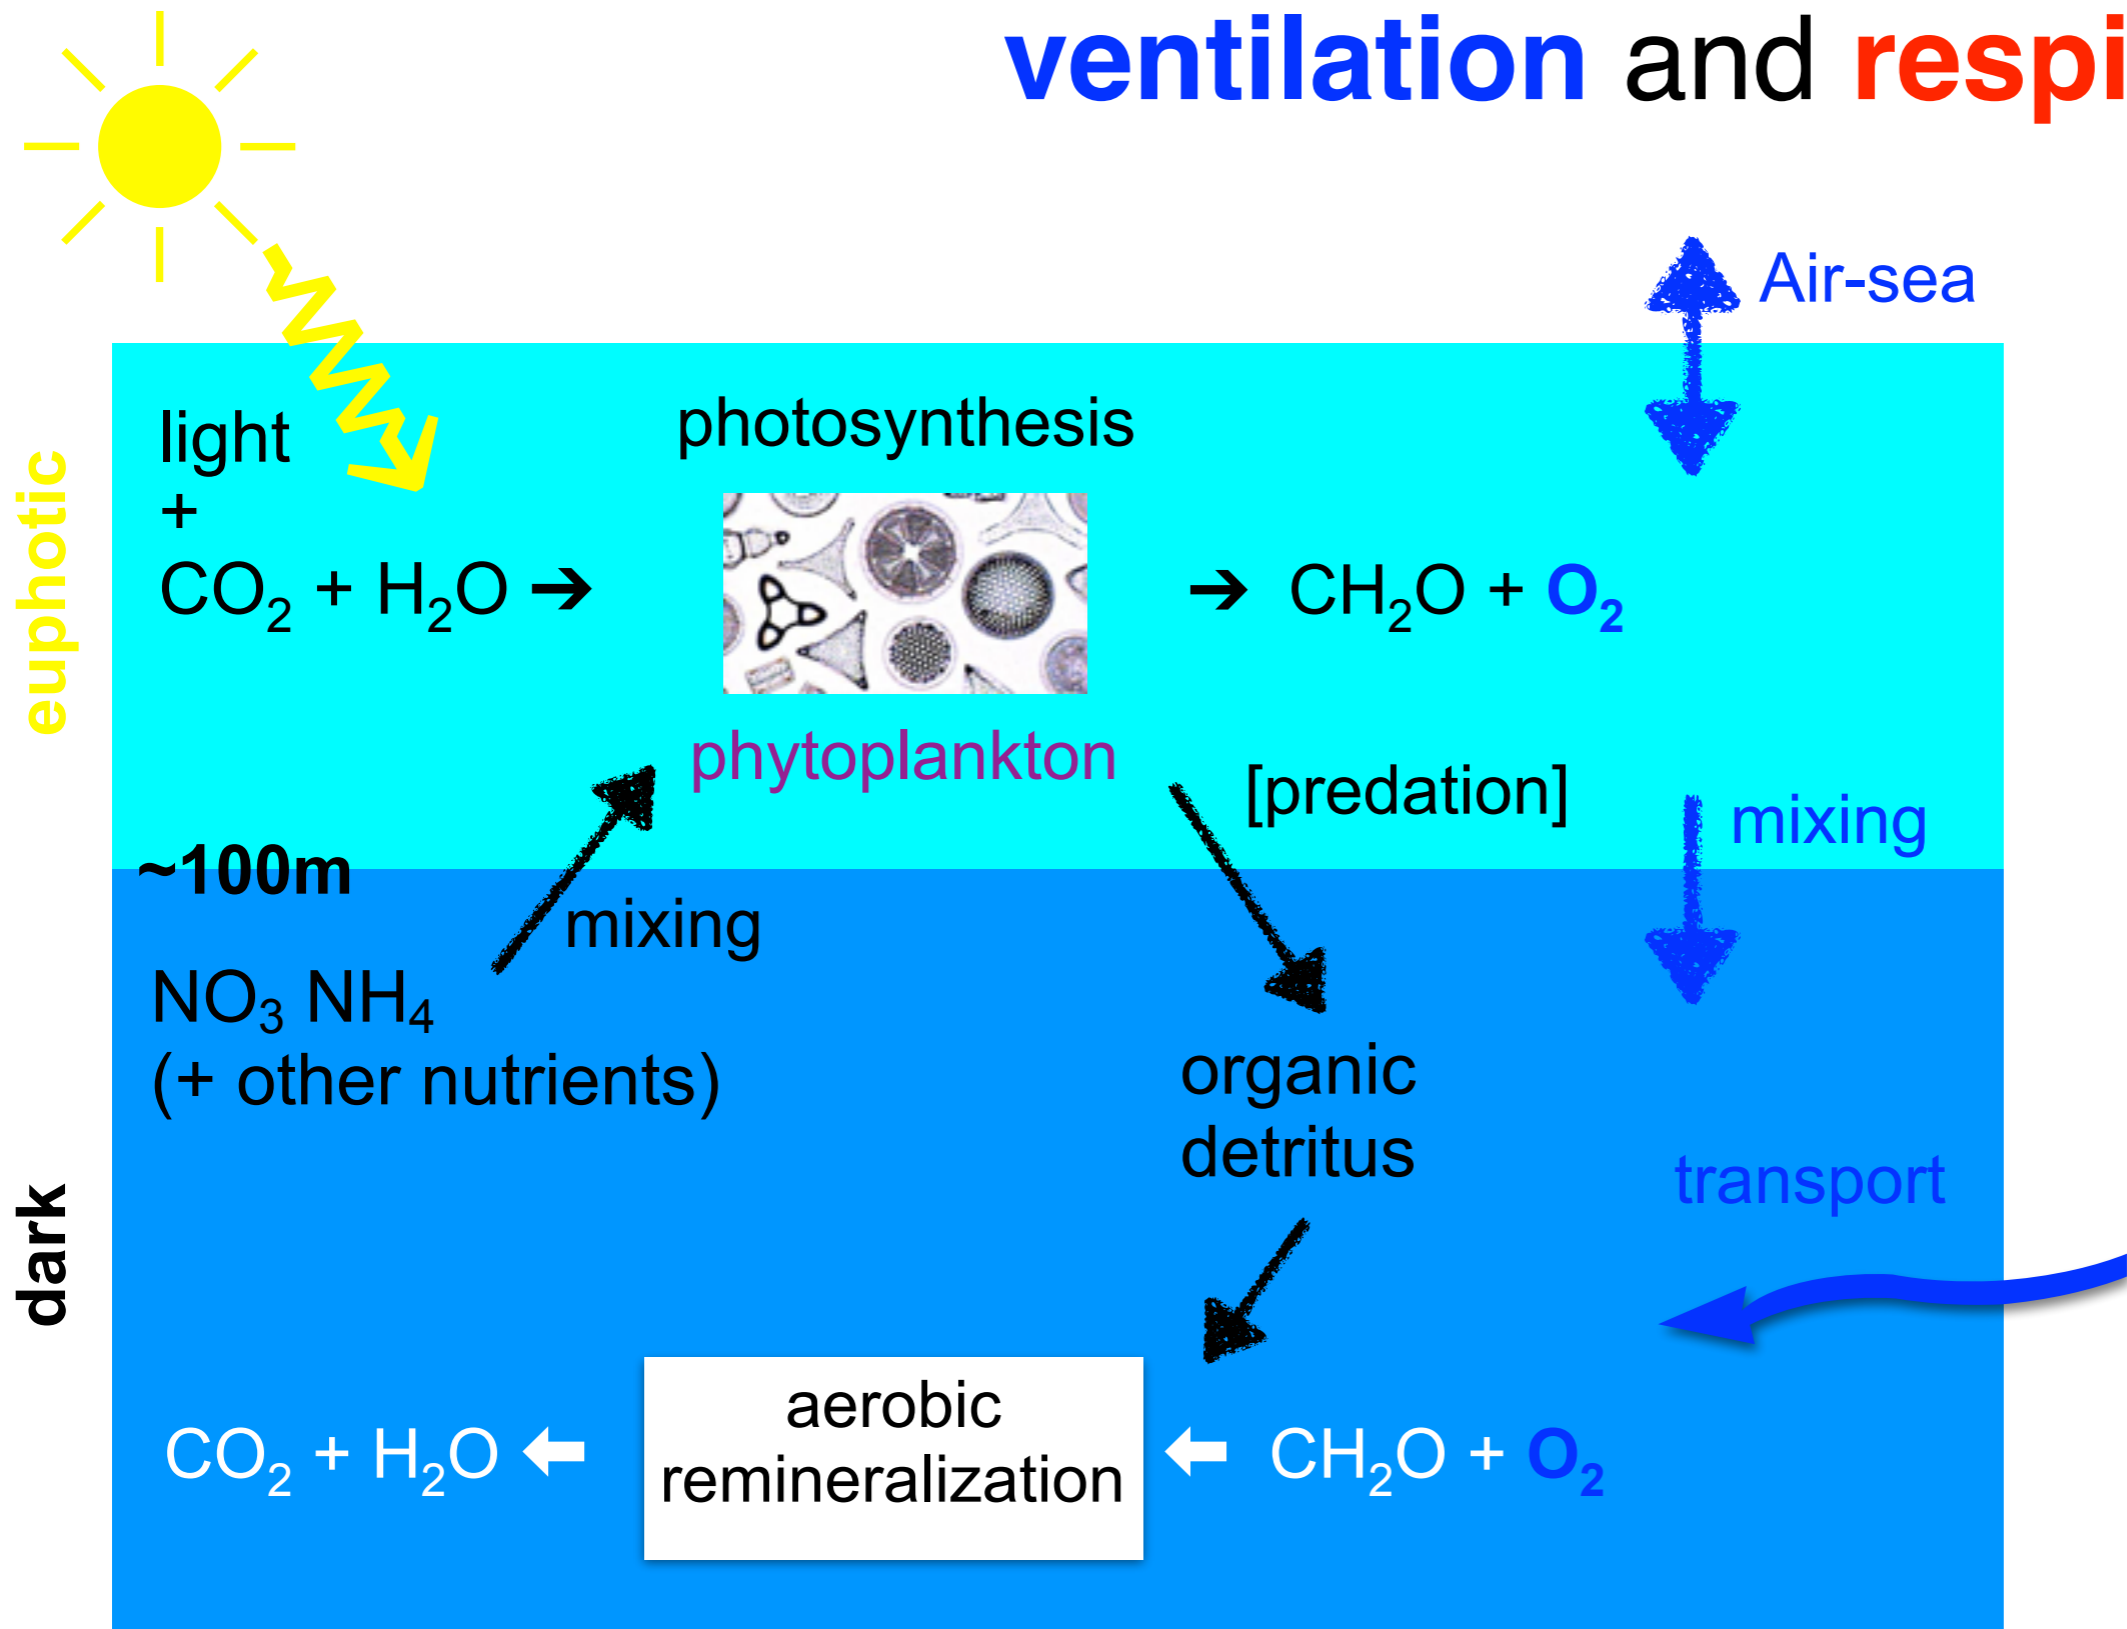 ventilation and respi
Air-sea
light
+
CO₂ + H₂O ➔
photosynthesis
➔ CH₂O + O₂
euphotic
phytoplankton
[predation]
mixing
~100m
mixing
NO₃ NH₄
(+ other nutrients)
organic
detritus
transport
dark
aerobic
remineralization
CO₂ + H₂O ⬅
⬅ CH₂O + O₂